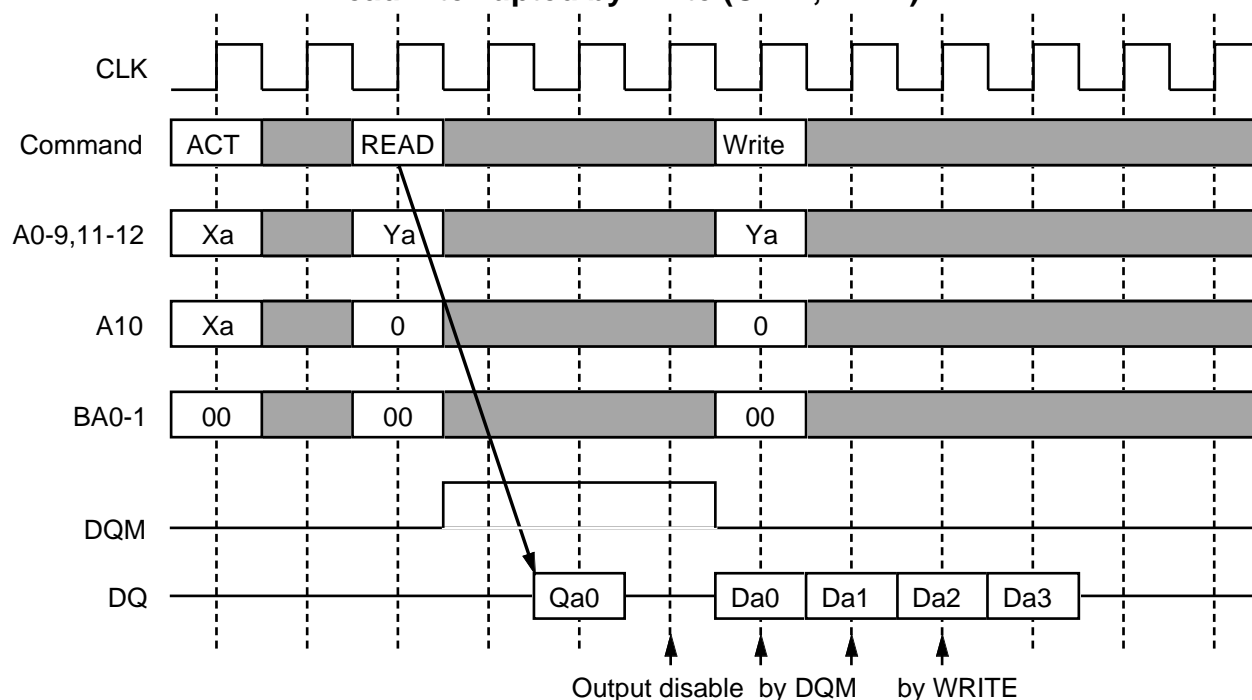 by
CLK
Command ACT READ Write
A0-9,11-12 Xa Ya Ya
A10 Xa 0 0
BA0-1 00 00 00
DQM
DQ Qa0 Da0 Da1 Da2 Da3
Output disable by DQM by WRITE